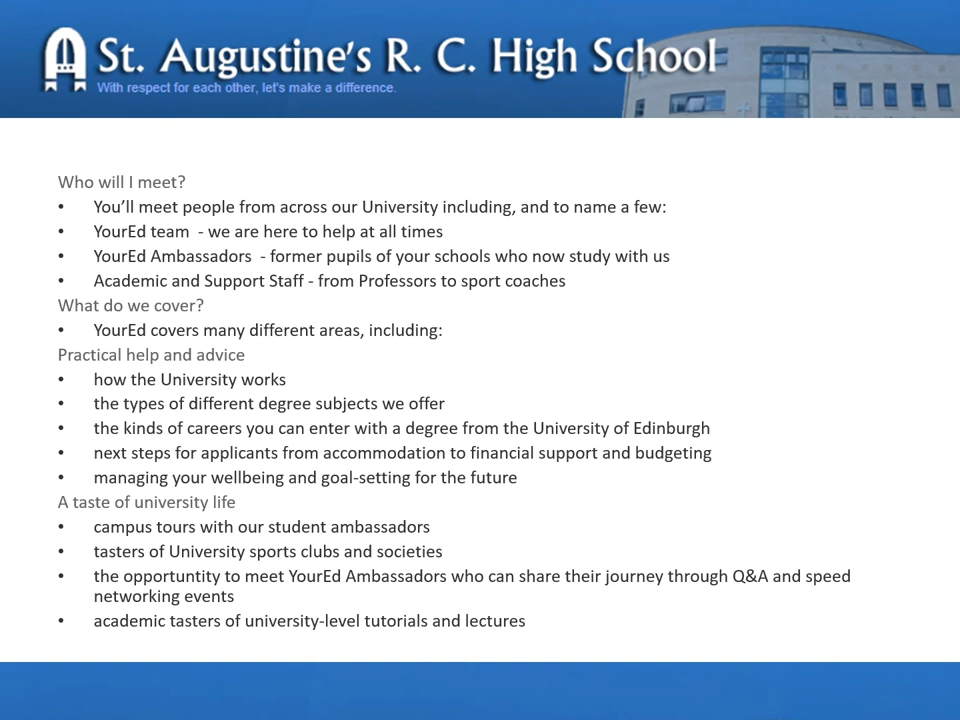 St. Augustine's R. C. High School
With respect for each other, let's make a difference.
Who will I meet?
• You'll meet people from across our University including, and to name a few:
• YourEd team  - we are here to help at all times
• YourEd Ambassadors  - former pupils of your schools who now study with us
• Academic and Support Staff - from Professors to sport coaches
What do we cover?
• YourEd covers many different areas, including:
Practical help and advice
• how the University works
• the types of different degree subjects we offer
• the kinds of careers you can enter with a degree from the University of Edinburgh
• next steps for applicants from accommodation to financial support and budgeting
• managing your wellbeing and goal-setting for the future
A taste of university life
• campus tours with our student ambassadors
• tasters of University sports clubs and societies
• the opportuntity to meet YourEd Ambassadors who can share their journey through Q&A and speed
networking events
• academic tasters of university-level tutorials and lectures